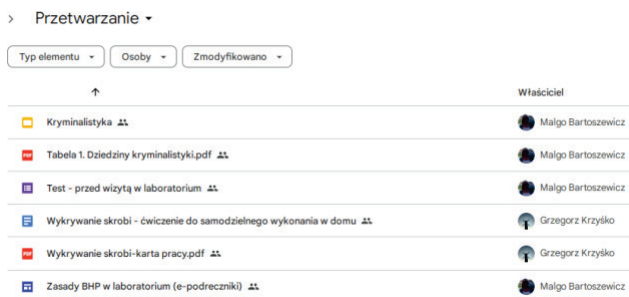 Przetwarzanie
Typ elementu Osoby Zmodyfikowano
Właściciel
Kryminalistyka Malgo Bartoszewicz
PDF Tabela 1. Dziedziny kryminalistyki.pdf Malgo Bartoszewicz
Test - przed wizytą w laboratorium Malgo Bartoszewicz
Wykrywanie skrobi - ćwiczenie do samodzielnego wykonania w domu Grzegorz Krzyśko
PDF Wykrywanie skrobi-karta pracy.pdf Grzegorz Krzyśko
Zasady BHP w laboratorium (e-podreczniki) Malgo Bartoszewicz